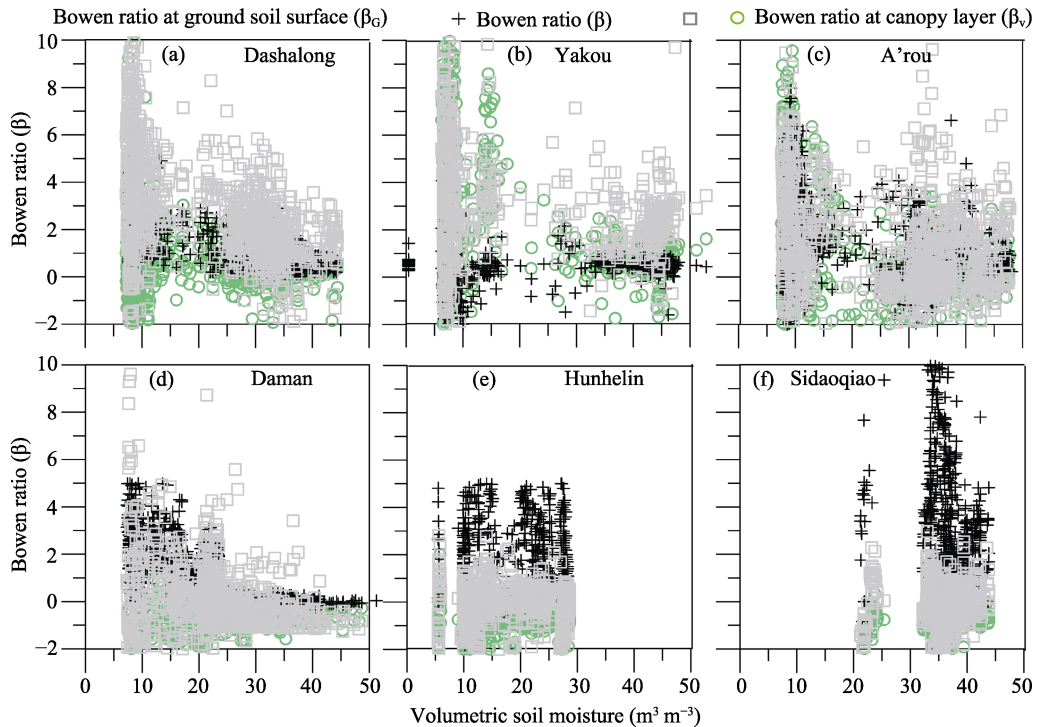 Bowen ratio at ground soil surface (βG) + Bowen ratio (β) □ ○ Bowen ratio at canopy layer (βv)
10 (a) Dashalong (b) Yakou (c) A'rou
8
6
4
2
0
−2
Bowen ratio (β)
10 (d) Daman (e) Hunhelin (f) Sidaoqiao
8
6
4
2
0
−2
Bowen ratio (β)
0 10 20 30 40 50 0 10 20 30 40 50 0 10 20 30 40 50
Volumetric soil moisture (m³ m⁻³)